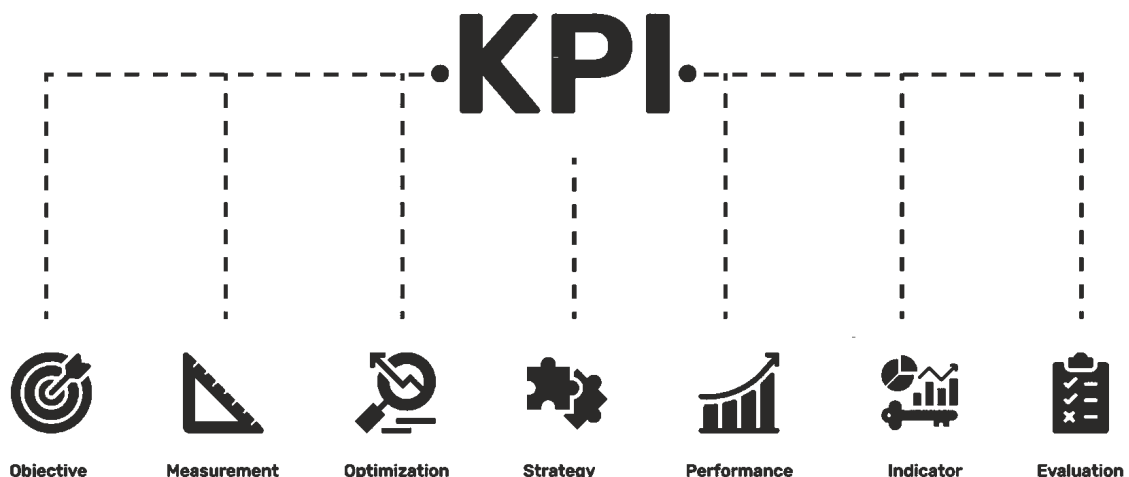 KPI
Objective
Measurement
Optimization
Strategy
Performance
Indicator
Evaluation